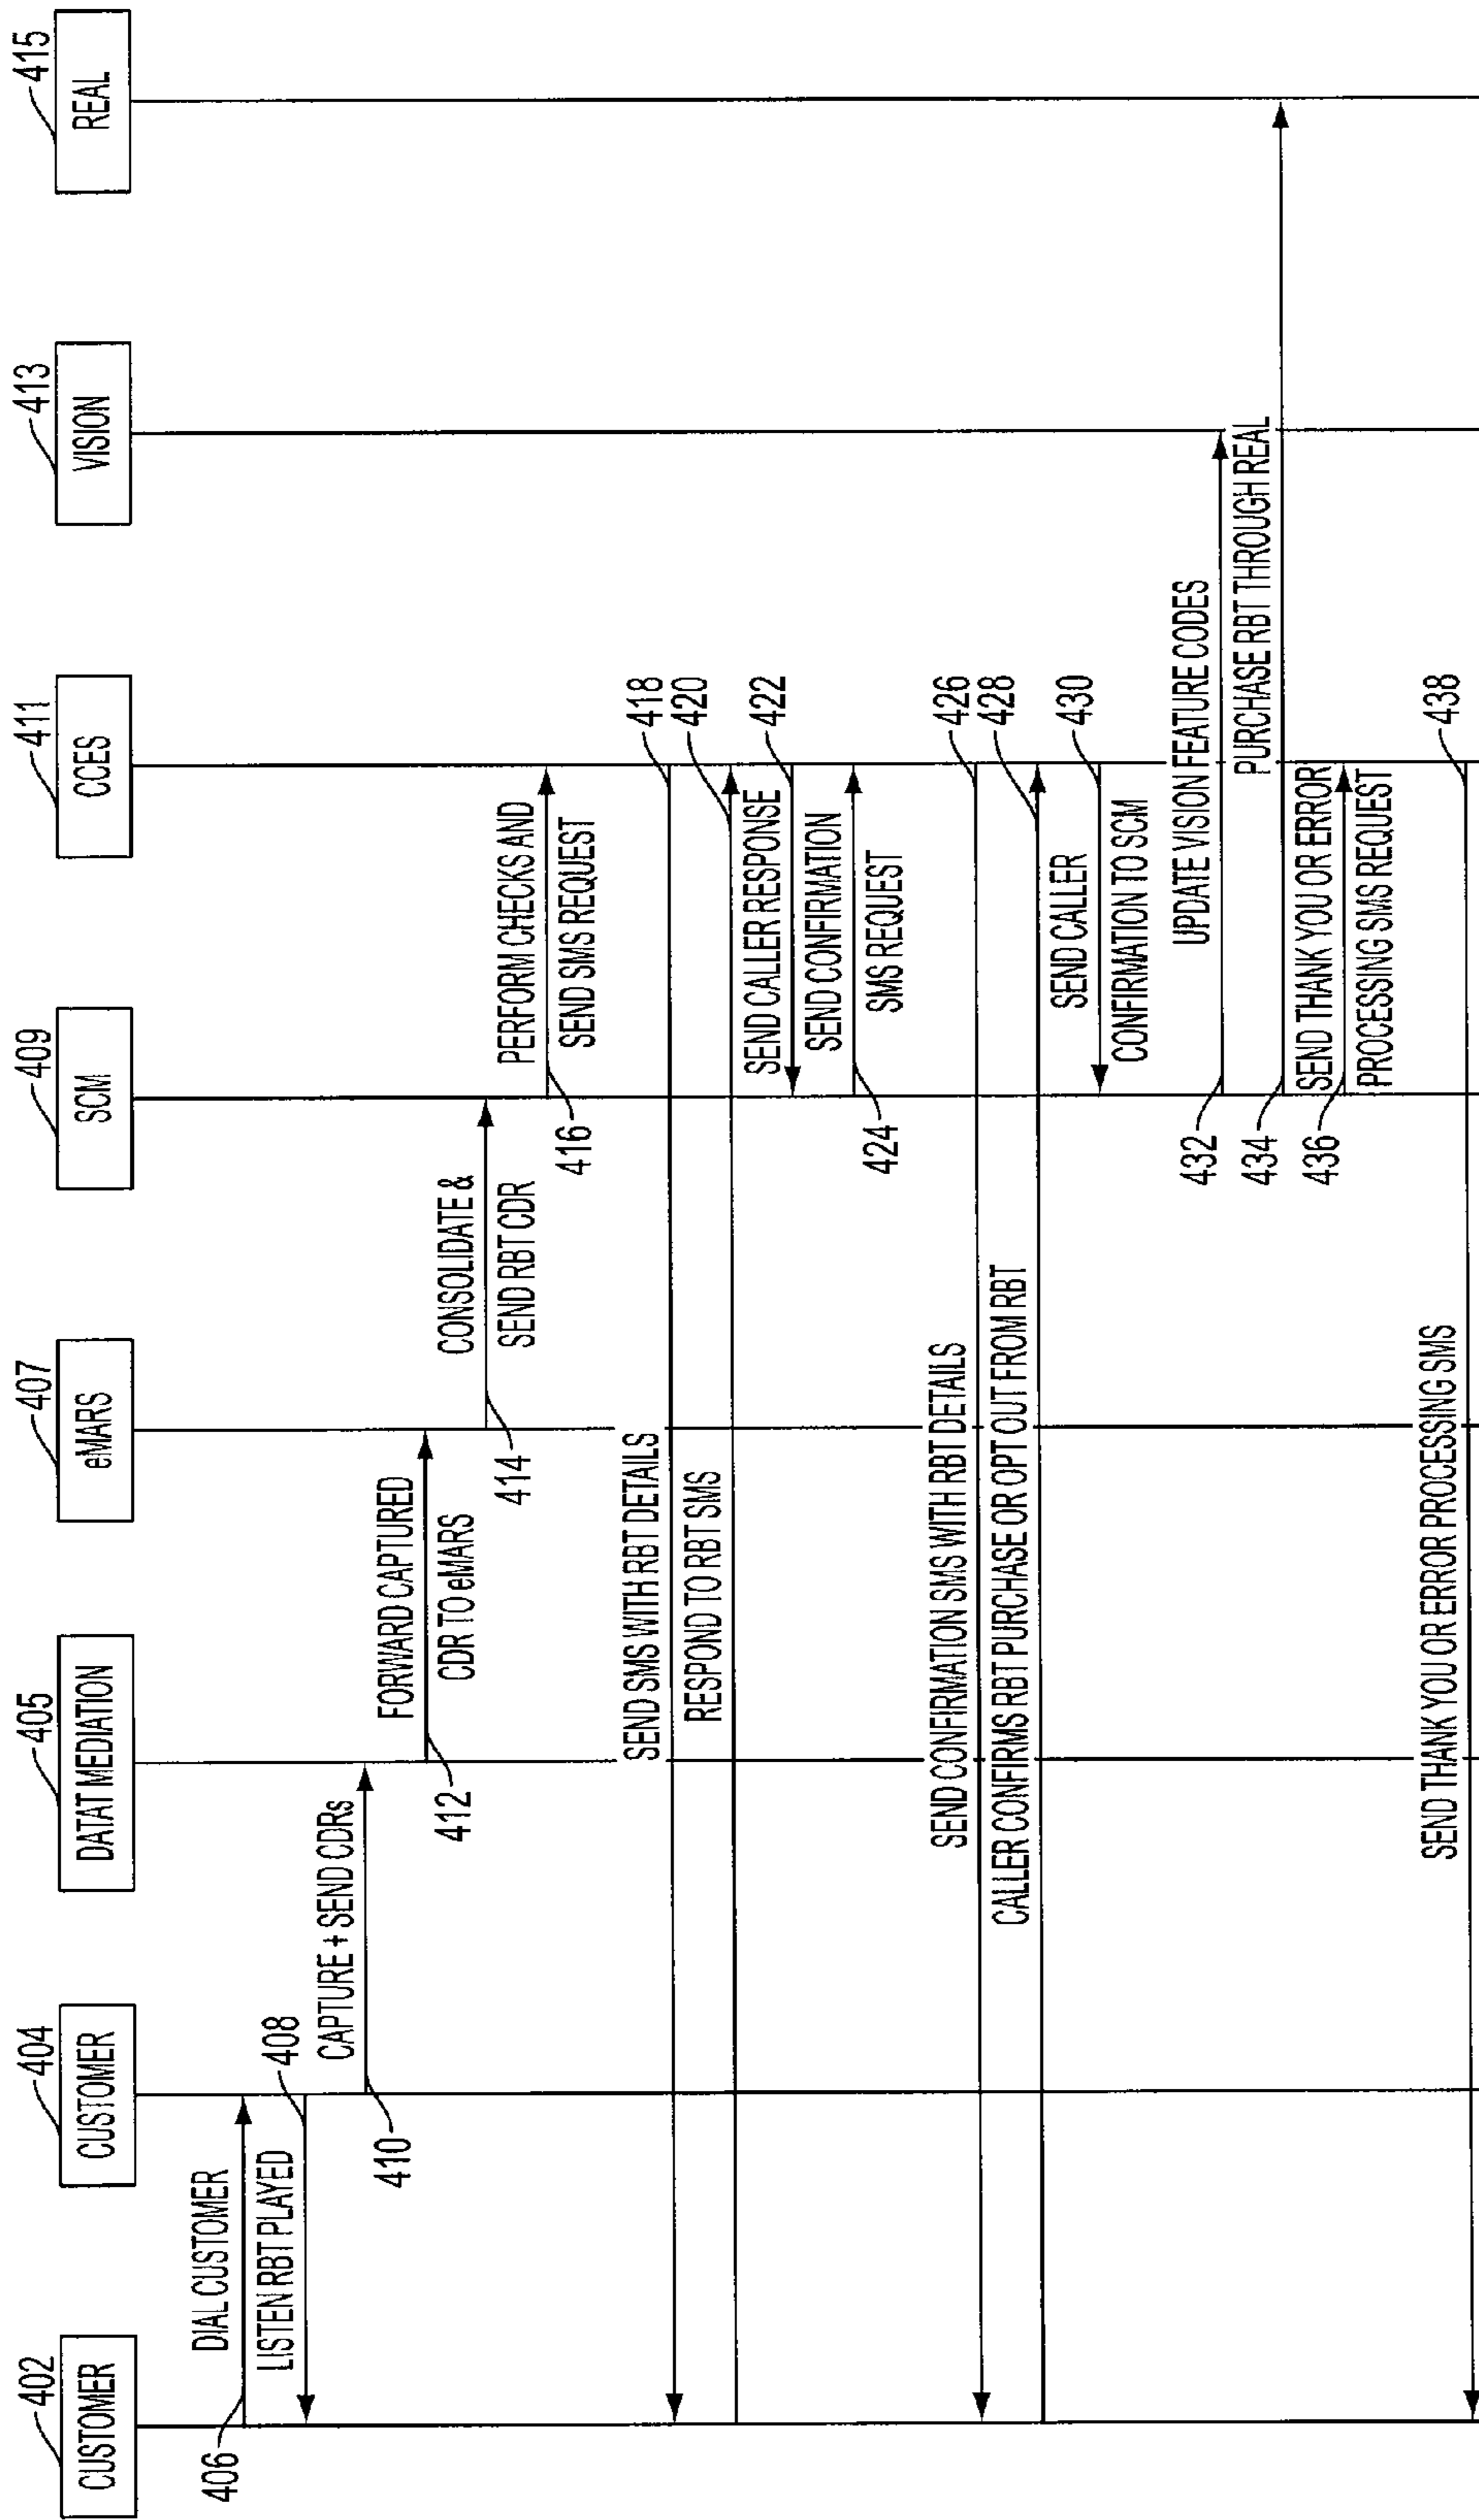 402
CUSTOMER
404
CUSTOMER
405
DATAT MEDIATION
407
eMARS
409
SCM
411
CCES
413
VISION
415
REAL
DIAL CUSTOMER
406
LISTEN RBT PLAYED
408
CAPTURE + SEND CDRs
410
FORWARD CAPTURED
CDR TO eMARS
412
CONSOLIDATE &
SEND RBT CDR
414
PERFORM CHECKS AND
SEND SMS REQUEST
416
SEND SMS WITH RBT DETAILS
418
RESPOND TO RBT SMS
420
SEND CALLER RESPONSE
422
SEND CONFIRMATION
SMS REQUEST
424
SEND CONFIRMATION SMS WITH RBT DETAILS
426
CALLER CONFIRMS RBT PURCHASE OR OPT OUT FROM RBT
428
SEND CALLER
CONFIRMATION TO SCM
430
UPDATE VISION FEATURE CODES
432
PURCHASE RBT THROUGH REAL
434
SEND THANK YOU OR ERROR
PROCESSING SMS REQUEST
436
SEND THANK YOU OR ERROR PROCESSING SMS
438